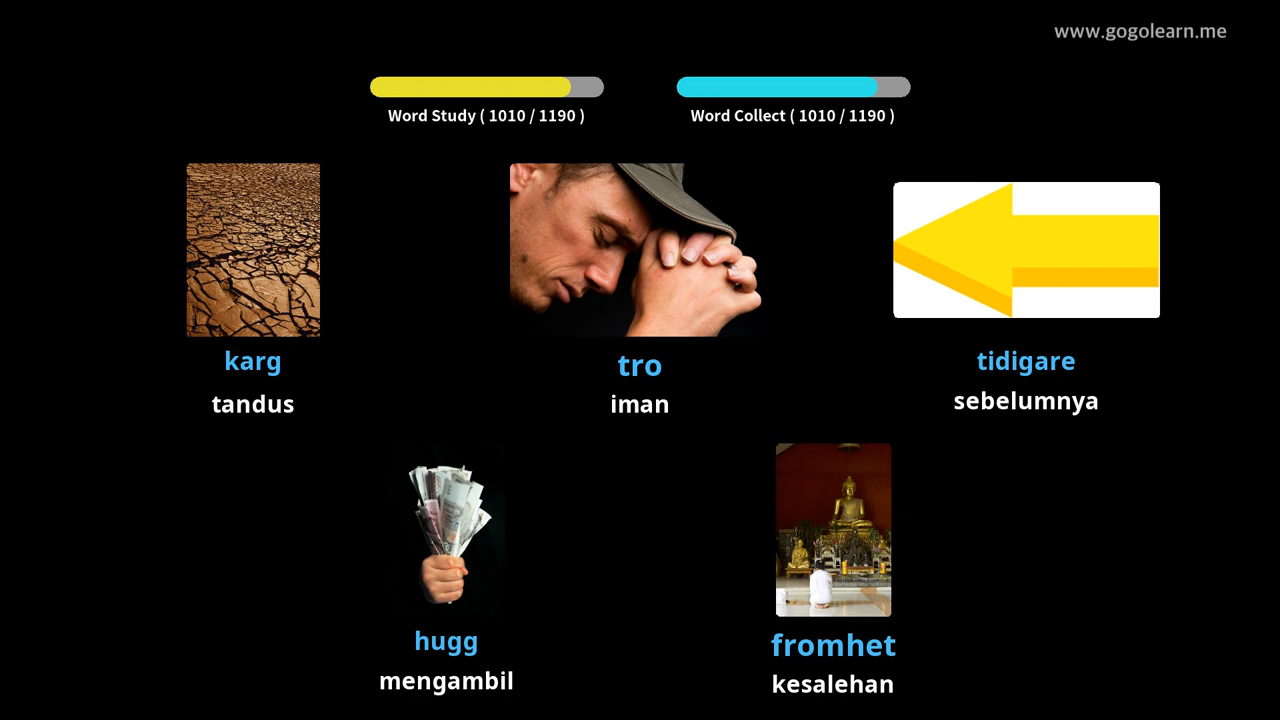 www.gogolearn.me
Word Study ( 1010 / 1190 )
Word Collect ( 1010 / 1190 )
karg
tandus
tro
iman
tidigare
sebelumnya
hugg
mengambil
fromhet
kesalehan